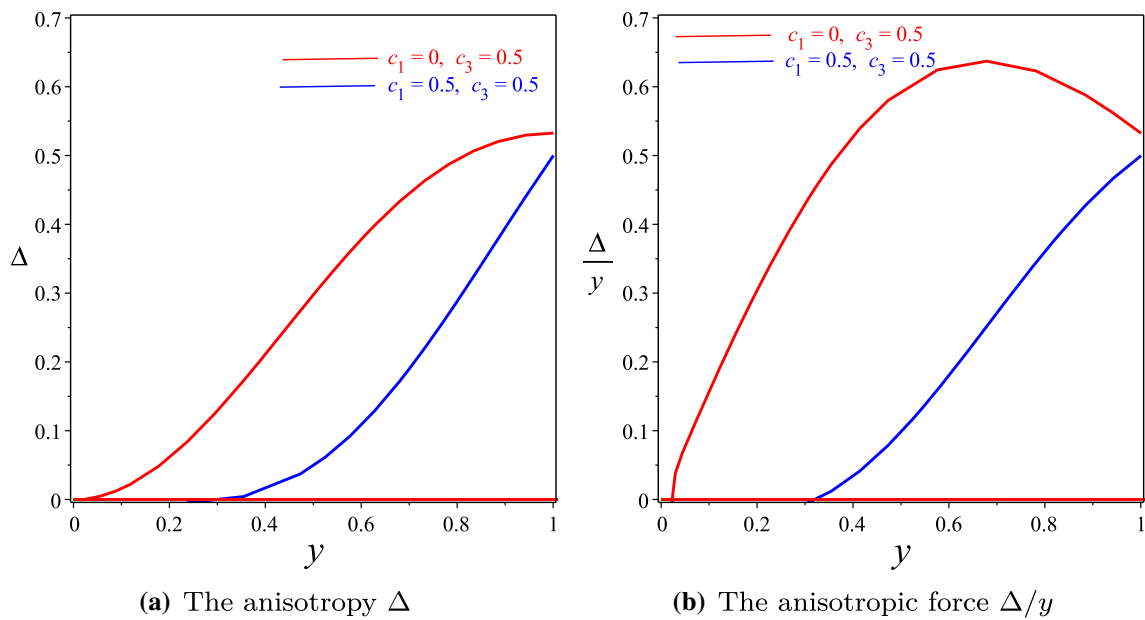 0.7
0.6
0.5
0.4
0.3
0.2
0.1
0
Δ
c₁ = 0, c₃ = 0.5
c₁ = 0.5, c₃ = 0.5
0 0.2 0.4 0.6 0.8 1
y
(a) The anisotropy Δ
0.7
0.6
0.5
0.4
0.3
0.2
0.1
0
Δ
y
c₁ = 0, c₃ = 0.5
c₁ = 0.5, c₃ = 0.5
0 0.2 0.4 0.6 0.8 1
y
(b) The anisotropic force Δ/y